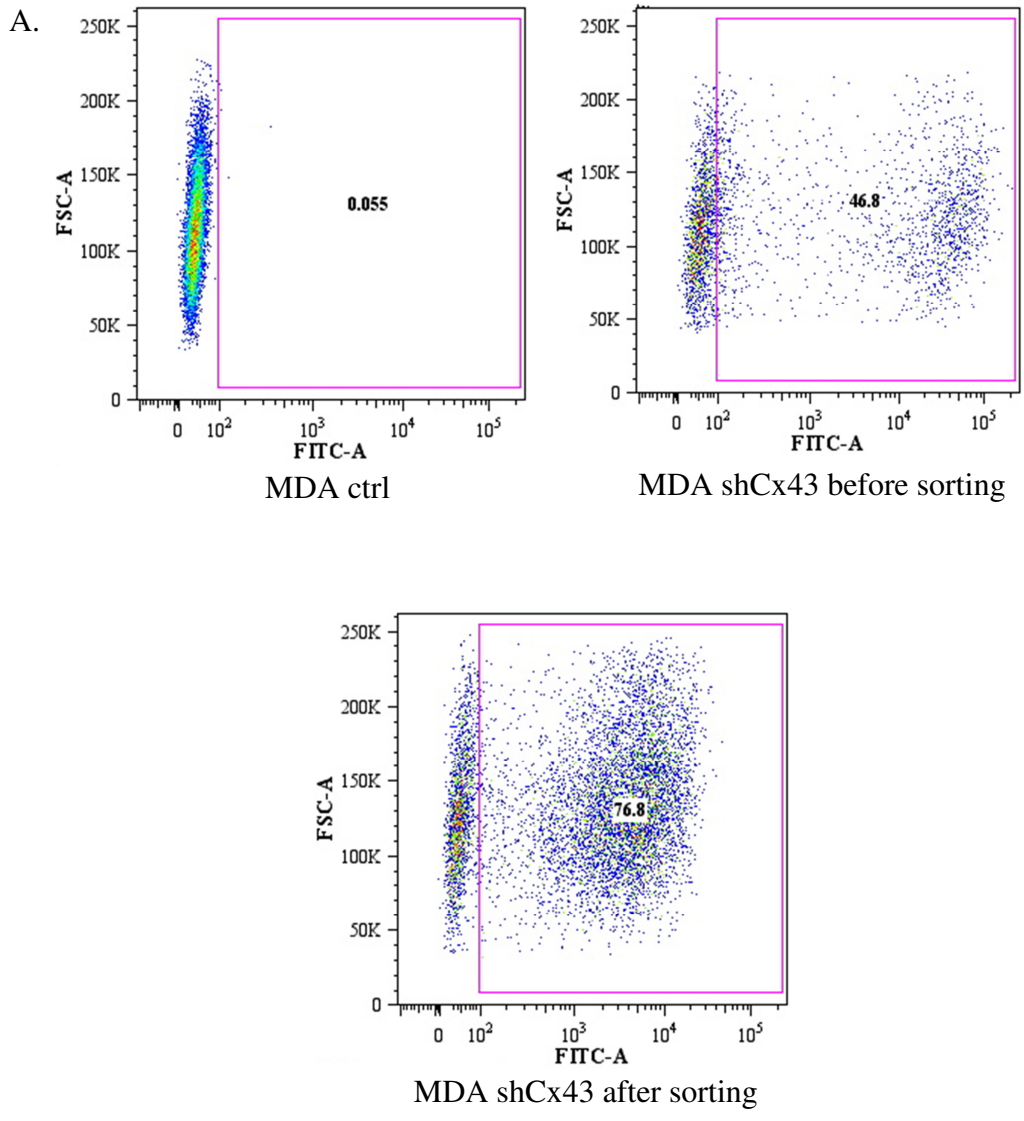 A.
250K
200K
150K
100K
50K
0
FSC-A
0.055
0 10² 10³ 10⁴ 10⁵
FITC-A
MDA ctrl
250K
200K
150K
100K
50K
0
FSC-A
46.8
0 10² 10³ 10⁴ 10⁵
FITC-A
MDA shCx43 before sorting
250K
200K
150K
100K
50K
0
FSC-A
76.8
0 10² 10³ 10⁴ 10⁵
FITC-A
MDA shCx43 after sorting